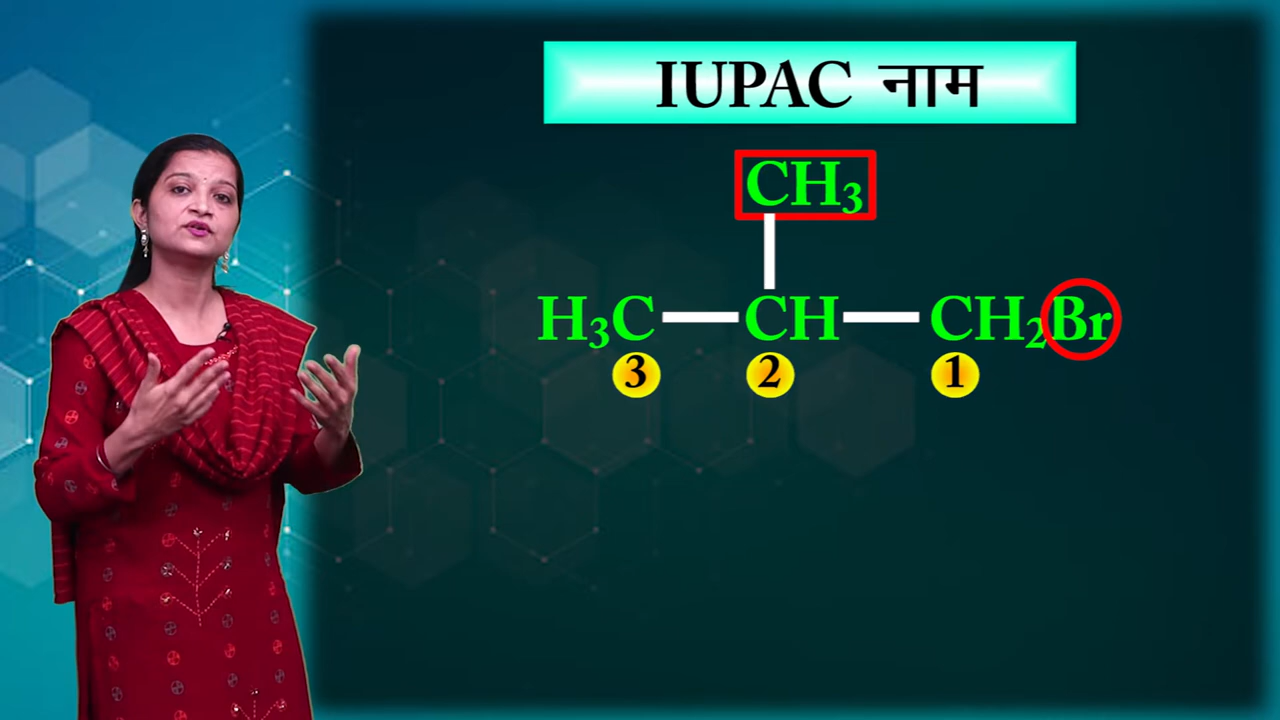 IUPAC नाम
CH₃
H₃C — CH — CH₂Br
3 2 1